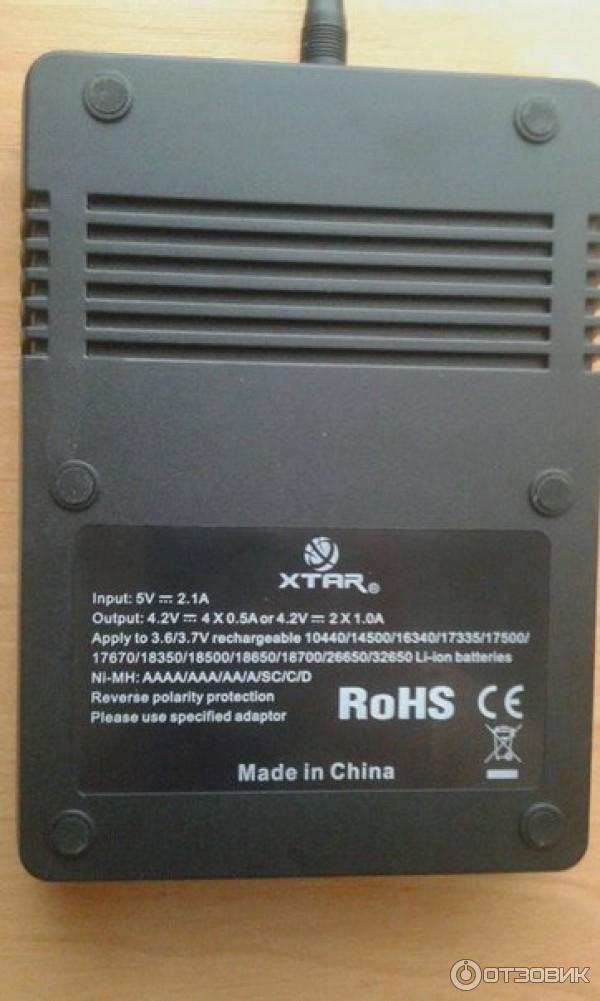 XTAR®
Input: 5V ⎓ 2.1A
Output: 4.2V ⎓ 4 X 0.5A or 4.2V ⎓ 2 X 1.0A
Apply to 3.6/3.7V rechargeable 10440/14500/16340/17335/17500/
17670/18350/18500/18650/18700/26650/32650 Li-ion batteries
Ni-MH: AAAA/AAA/AA/A/SC/C/D
Reverse polarity protection
Please use specified adaptor
RoHS CE
Made in China
ОТЗОВИК